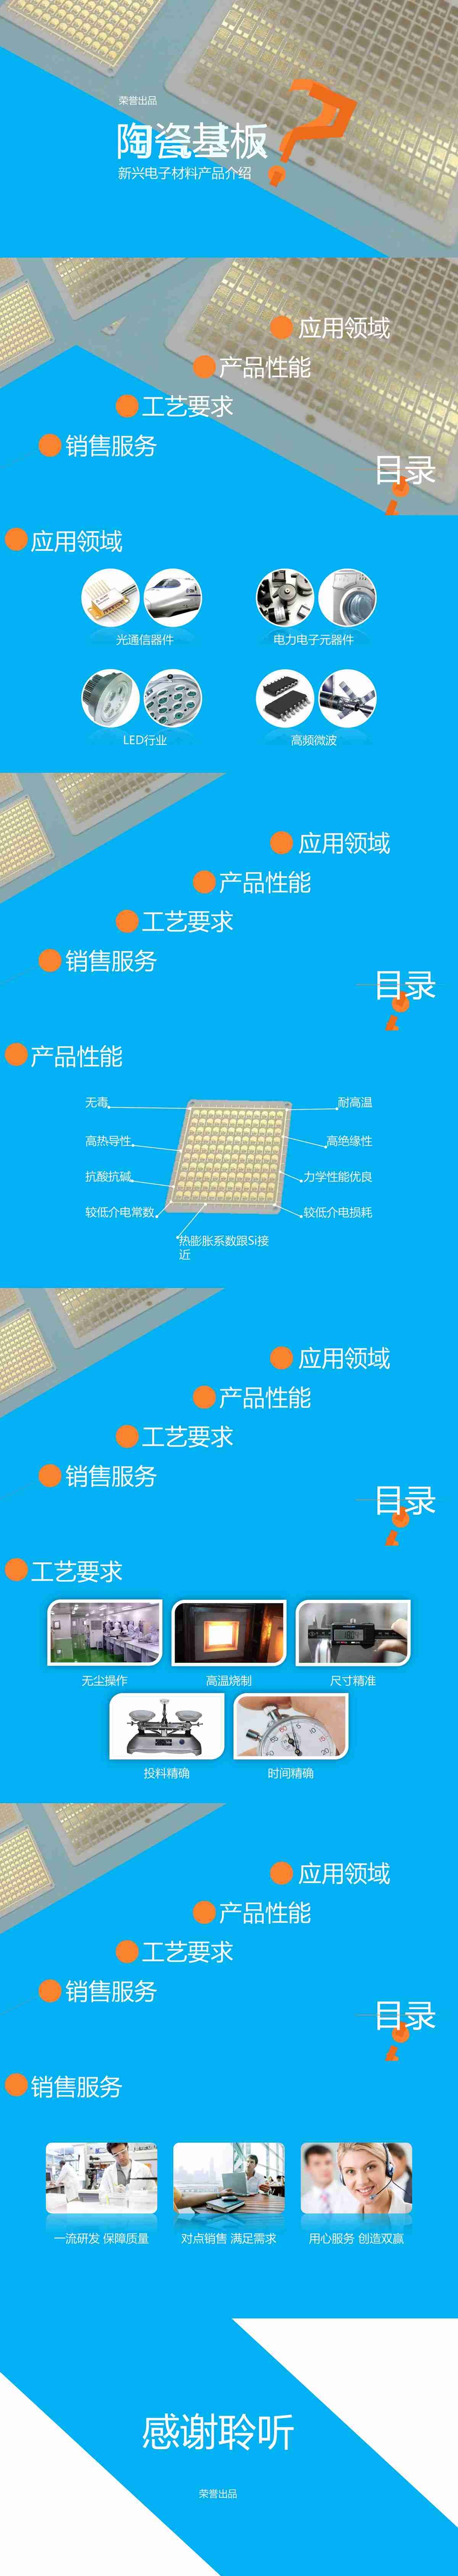 荣誉出品
陶瓷基板
新兴电子材料产品介绍
应用领域
产品性能
工艺要求
销售服务
目录
应用领域
光通信器件
电力电子元器件
LED行业
高频微波
应用领域
产品性能
工艺要求
销售服务
目录
产品性能
无毒
耐高温
高热导性
高绝缘性
抗酸抗碱
力学性能优良
较低介电常数
较低介电损耗
热膨胀系数跟Si接
近
应用领域
产品性能
工艺要求
销售服务
目录
工艺要求
无尘操作
高温烧制
尺寸精准
投料精确
时间精确
应用领域
产品性能
工艺要求
销售服务
目录
销售服务
一流研发 保障质量
对点销售 满足需求
用心服务 创造双赢
感谢聆听
荣誉出品